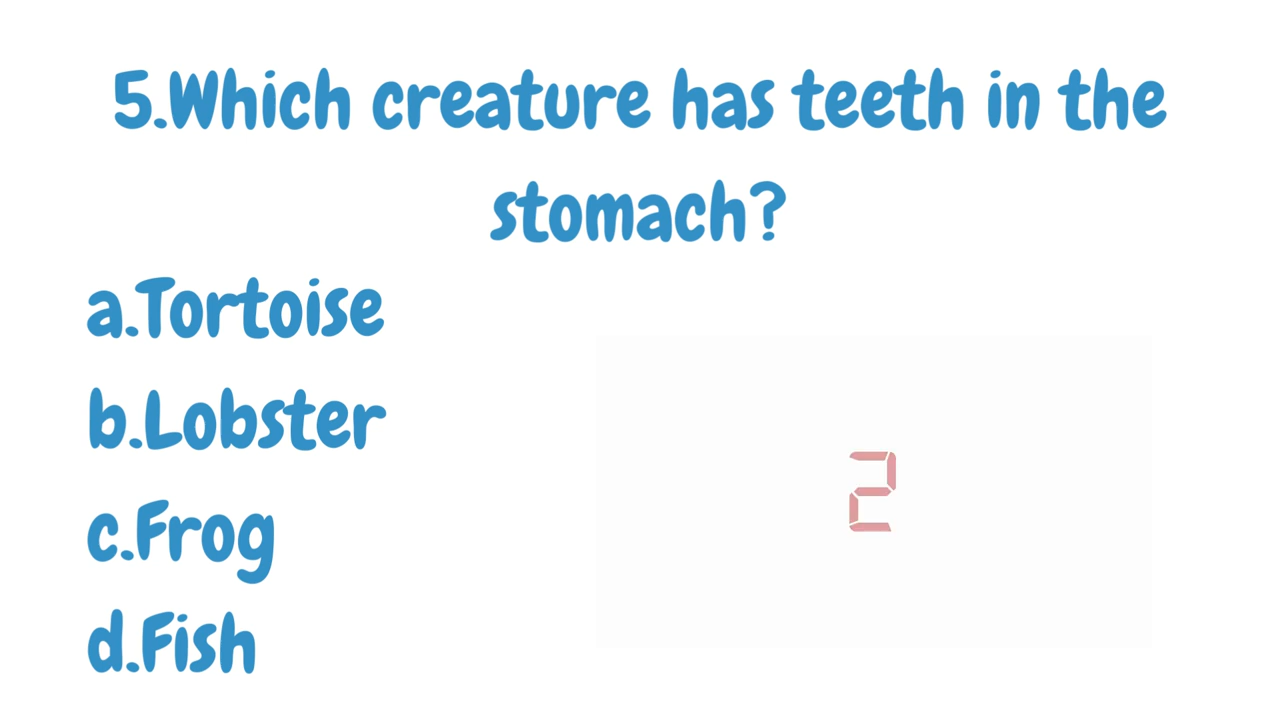 5.Which creature has teeth in the
stomach?
a.Tortoise
b.Lobster
c.Frog
d.Fish
2